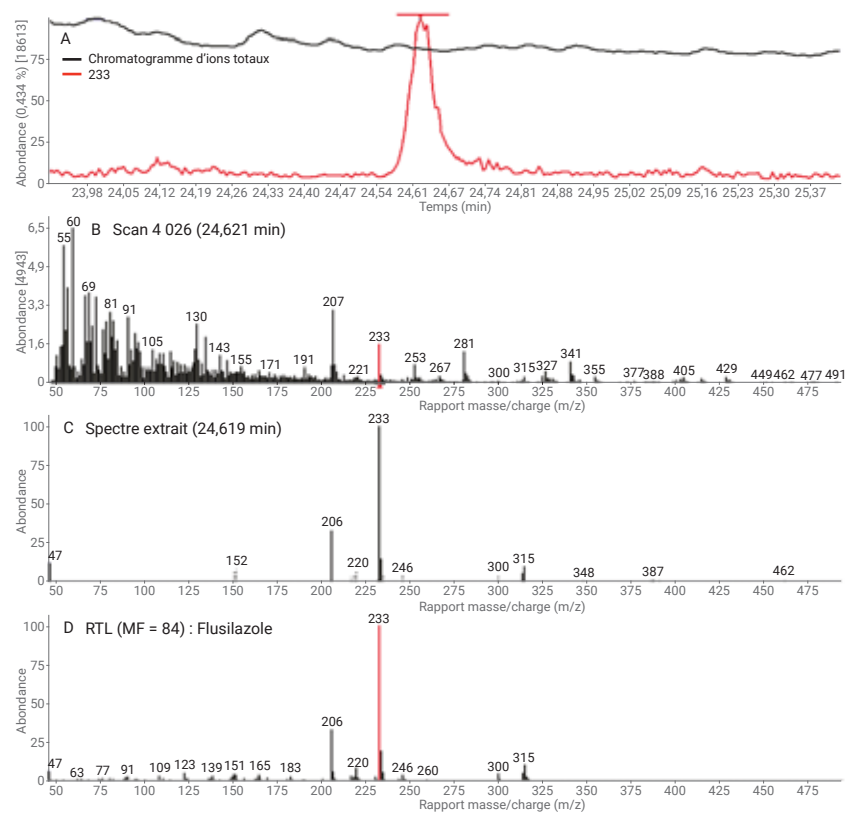 A
Chromatogramme d'ions totaux
233
Abondance (0,434 %) [18613]
75
50
25
0
23,98 24,05 24,12 24,19 24,26 24,33 24,40 24,47 24,54 24,61 24,67 24,74 24,81 24,88 24,95 25,02 25,09 25,16 25,23 25,30 25,37
Temps (min)
B Scan 4 026 (24,621 min)
Abondance [4943]
6,5
4,9
3,3
1,6
0
55 60 69 81 91 105 130 143 155 171 191 207 221 233 253 267 281 300 315 327 341 355 377 388 405 429 449 462 477 491
50 75 100 125 150 175 200 225 250 275 300 325 350 375 400 425 450 475
Rapport masse/charge (m/z)
C Spectre extrait (24,619 min)
Abondance
100
75
50
25
0
47 152 206 220 233 246 300 315 348 387 462
50 75 100 125 150 175 200 225 250 275 300 325 350 375 400 425 450 475
Rapport masse/charge (m/z)
D RTL (MF = 84) : Flusilazole
Abondance
100
75
50
25
0
47 63 77 91 109 123 139 151 165 183 206 220 233 246 260 300 315
50 75 100 125 150 175 200 225 250 275 300 325 350 375 400 425 450 475
Rapport masse/charge (m/z)